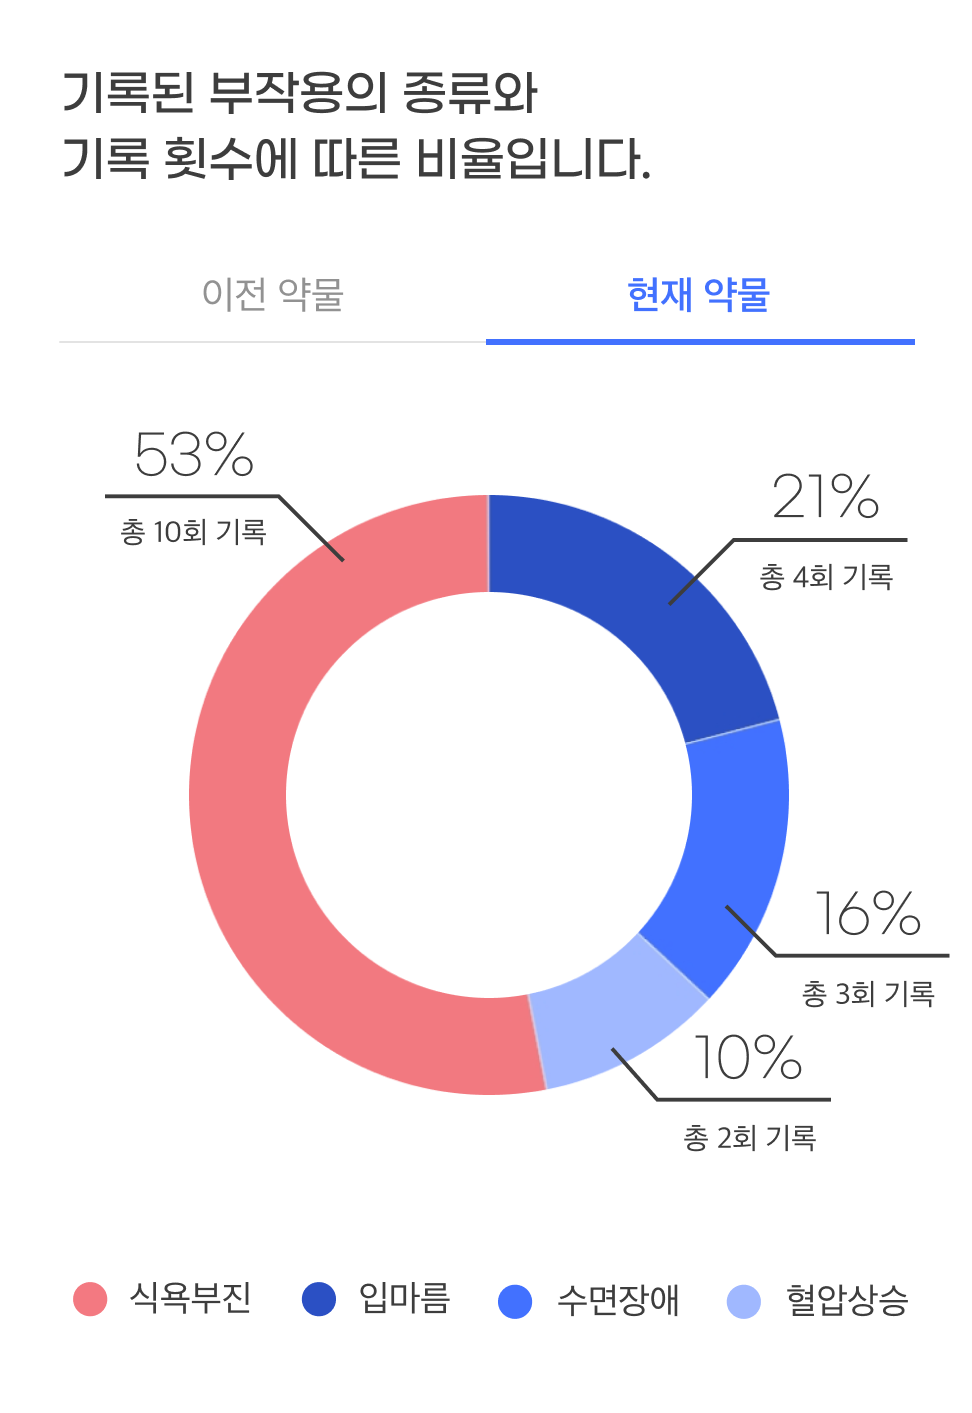 기록된 부작용의 종류와
기록 횟수에 따른 비율입니다.
이전 약물
현재 약물
53%
총 10회 기록
21%
총 4회 기록
16%
총 3회 기록
10%
총 2회 기록
식욕부진
입마름
수면장애
혈압상승